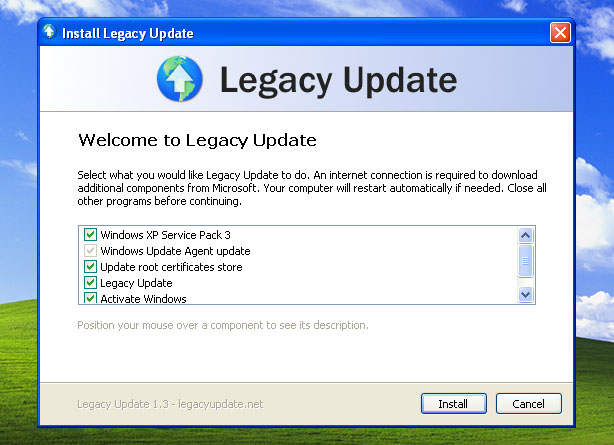 Install Legacy Update
Legacy Update
Welcome to Legacy Update
Select what you would like Legacy Update to do. An internet connection is required to download
additional components from Microsoft. Your computer will restart automatically if needed. Close all
other programs before continuing.
Windows XP Service Pack 3
Windows Update Agent update
Update root certificates store
Legacy Update
Activate Windows
Position your mouse over a component to see its description.
Legacy Update 1.3 - legacyupdate.net
Install
Cancel